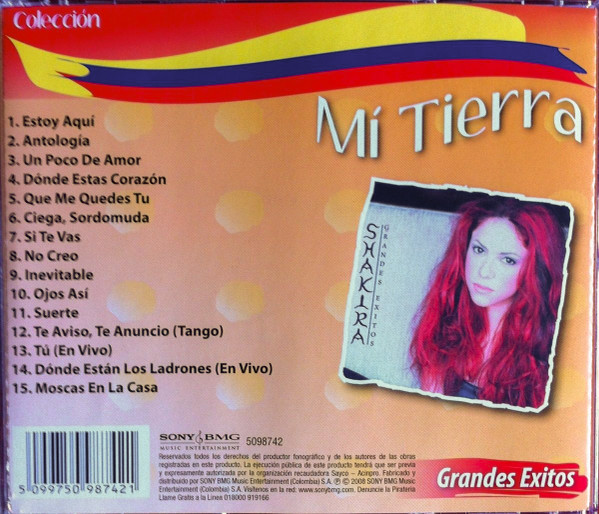 Colección
Mí Tierra
1. Estoy Aquí
2. Antología
3. Un Poco De Amor
4. Dónde Estas Corazón
5. Que Me Quedes Tu
6. Ciega, Sordomuda
7. Si Te Vas
8. No Creo
9. Inevitable
10. Ojos Así
11. Suerte
12. Te Aviso, Te Anuncio (Tango)
13. Tú (En Vivo)
14. Dónde Están Los Ladrones (En Vivo)
15. Moscas En La Casa
SHAKIRA
GRANDES EXITOS
5 099750 987421
SONY BMG
MUSIC ENTERTAINMENT
5098742
Reservados todos los derechos del productor fonográfico y de los autores de las obras
registradas en este producto. La ejecución pública de este producto tendrá que ser previa
y expresamente autorizada por la organización recaudadora Sayco – Acinpro. Fabricado y
distribuido por SONY BMG Music Entertainment (Colombia) S.A. ℗ © 2008 SONY BMG Music
Entertainment (Colombia) S.A. Visítenos en la red: www.sonybmg.com. Denuncie la Piratería
Llame Gratis a la Línea 018000 919166
Grandes Exitos